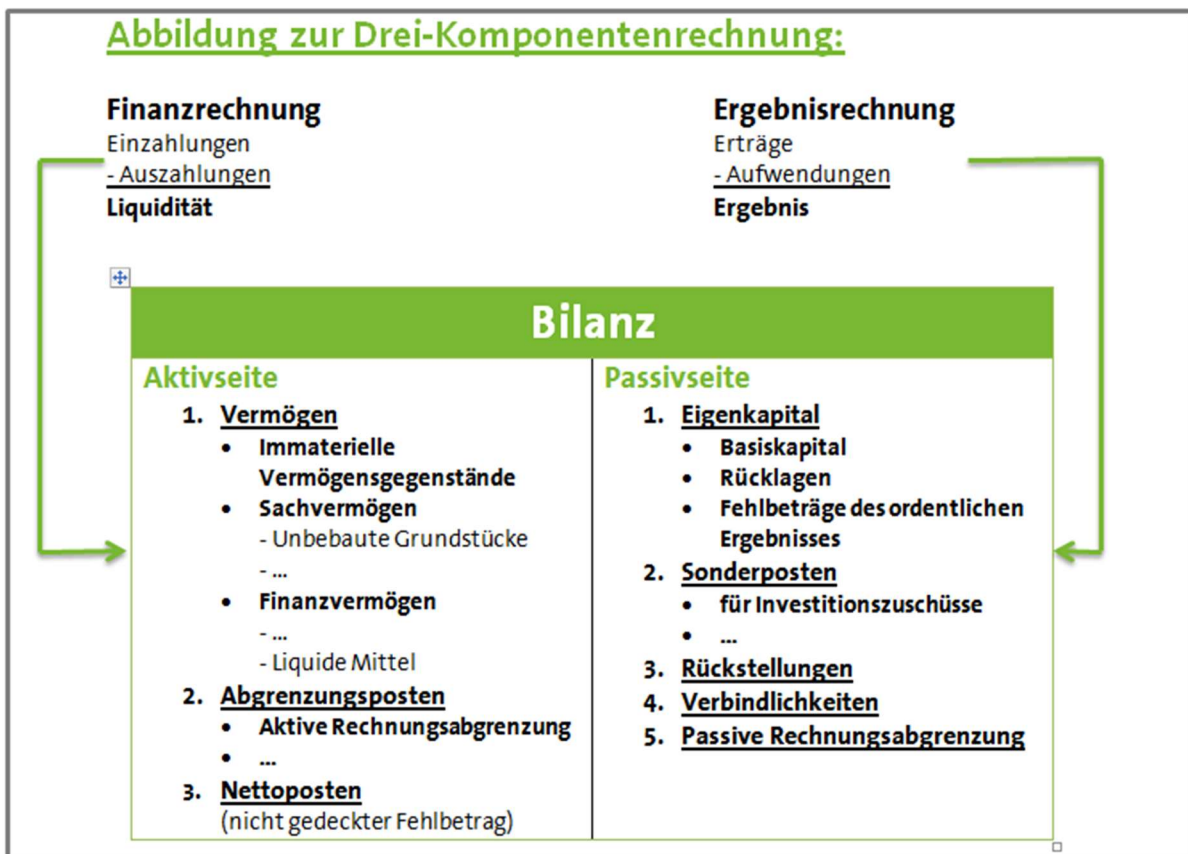 Abbildung zur Drei-Komponentenrechnung:
Finanzrechnung
Einzahlungen
- Auszahlungen
Liquidität
Ergebnisrechnung
Erträge
- Aufwendungen
Ergebnis
Bilanz
Aktivseite
1. Vermögen
• Immaterielle
Vermögensgegenstände
• Sachvermögen
- Unbebaute Grundstücke
- ...
• Finanzvermögen
- ...
- Liquide Mittel
2. Abgrenzungsposten
• Aktive Rechnungsabgrenzung
• ...
3. Nettoposten
(nicht gedeckter Fehlbetrag)
Passivseite
1. Eigenkapital
• Basiskapital
• Rücklagen
• Fehlbeträge des ordentlichen
Ergebnisses
2. Sonderposten
• für Investitionszuschüsse
• ...
3. Rückstellungen
4. Verbindlichkeiten
5. Passive Rechnungsabgrenzung